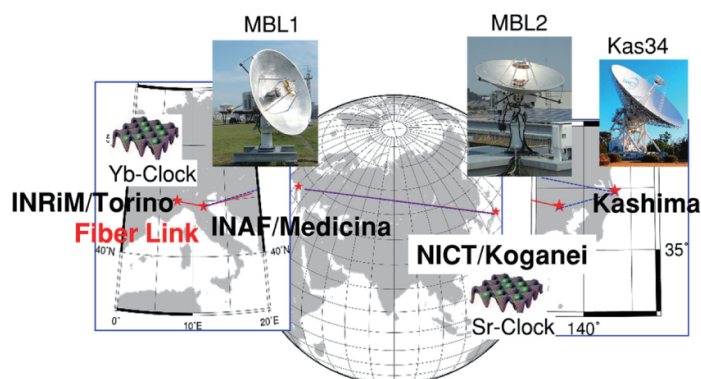 MBL1
MBL2
Kas34
Yb-Clock
INRiM/Torino
Fiber Link
INAF/Medicina
Kashima
NICT/Koganei
Sr-Clock
40°N
40°N
35°
0°
10°E
20°E
140°